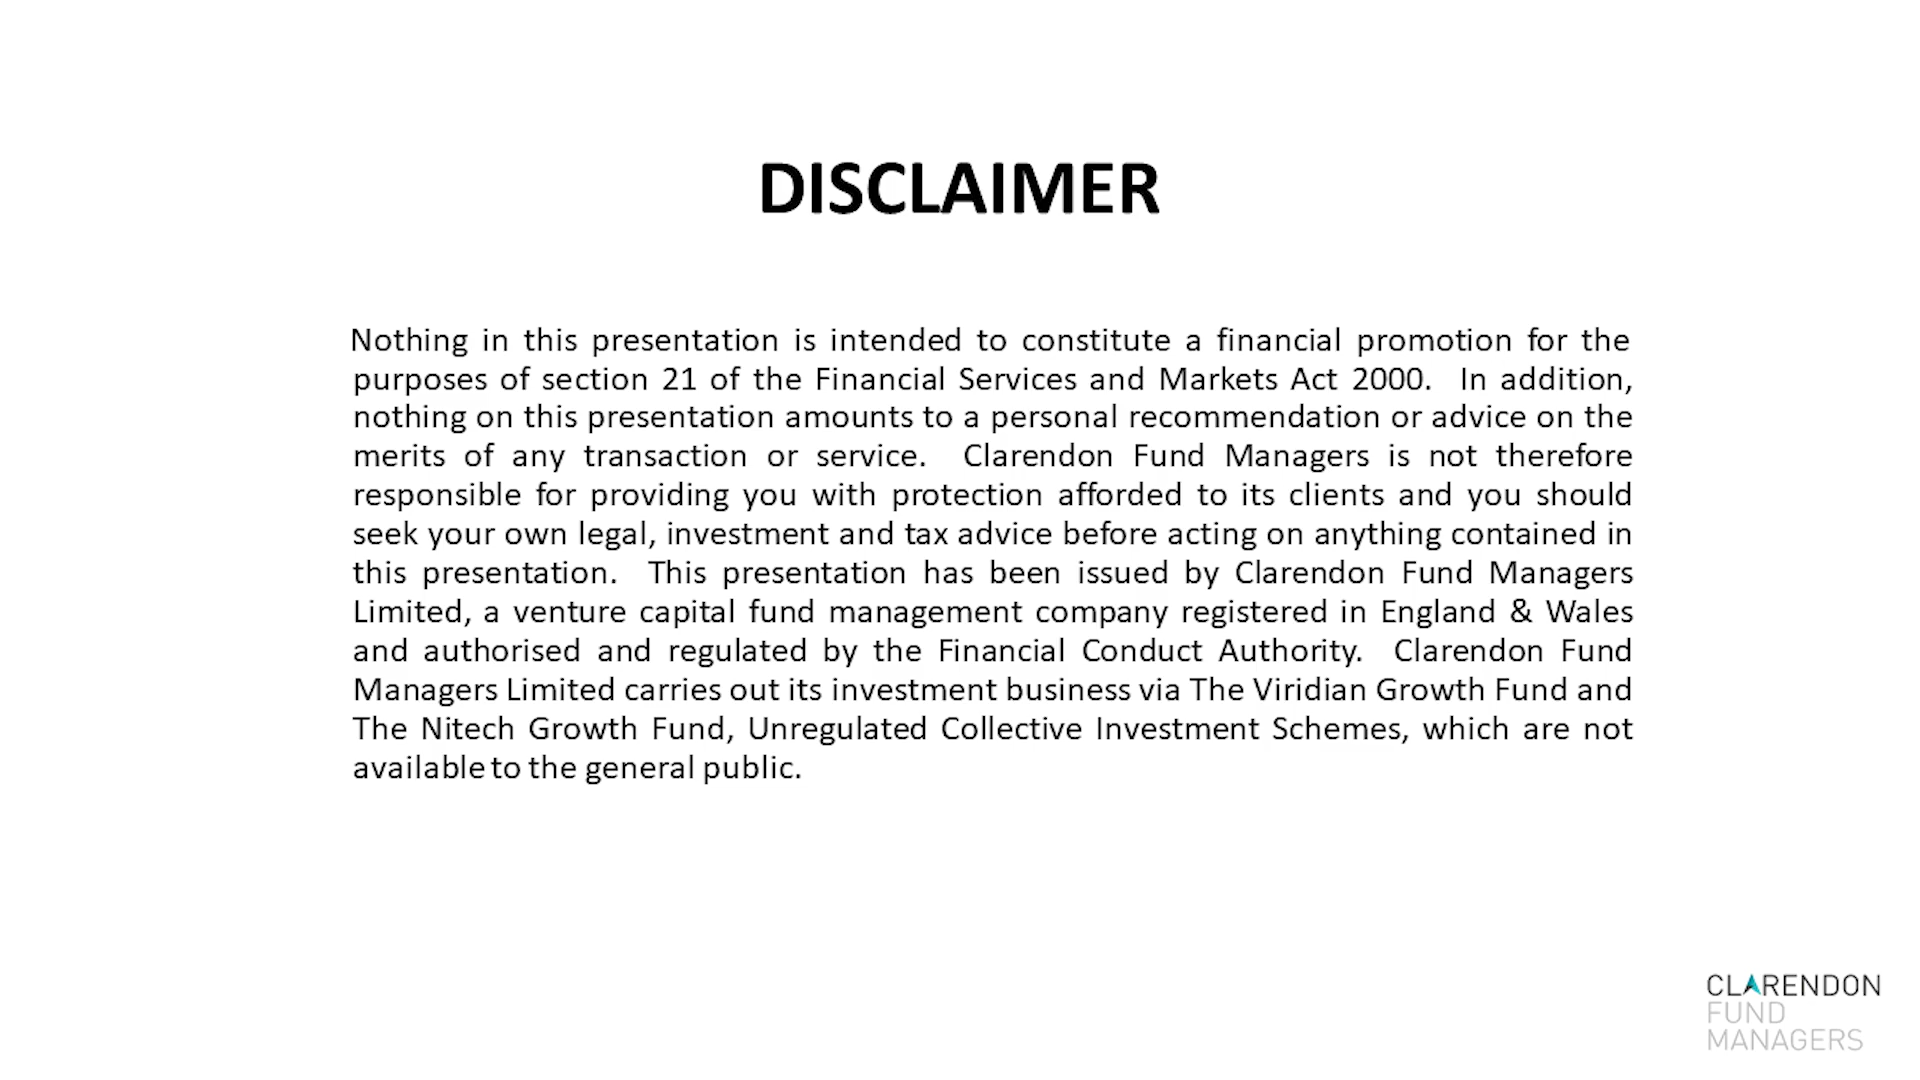 DISCLAIMER
Nothing in this presentation is intended to constitute a financial promotion for the
purposes of section 21 of the Financial Services and Markets Act 2000. In addition,
nothing on this presentation amounts to a personal recommendation or advice on the
merits of any transaction or service. Clarendon Fund Managers is not therefore
responsible for providing you with protection afforded to its clients and you should
seek your own legal, investment and tax advice before acting on anything contained in
this presentation. This presentation has been issued by Clarendon Fund Managers
Limited, a venture capital fund management company registered in England & Wales
and authorised and regulated by the Financial Conduct Authority. Clarendon Fund
Managers Limited carries out its investment business via The Viridian Growth Fund and
The Nitech Growth Fund, Unregulated Collective Investment Schemes, which are not
available to the general public.
CLARENDON
FUND
MANAGERS